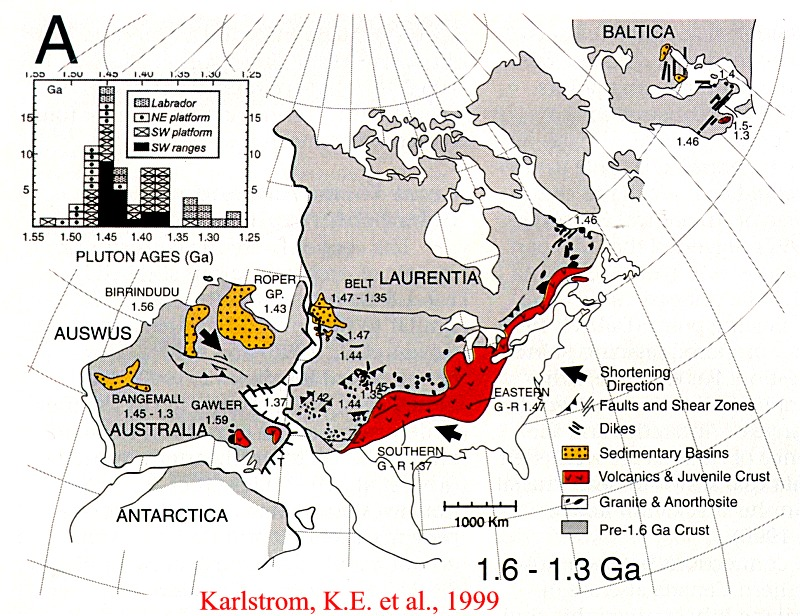 A
BALTICA
1.4
1.5-
1.3
1.46
1.55 1.50 1.45 1.40 1.35 1.30 1.25
Ga
Labrador
NE platform
SW platform
SW ranges
15
10
5
15
10
5
1.55 1.50 1.45 1.40 1.35 1.30 1.25
PLUTON AGES (Ga)
1.46
LAURENTIA
BIRRINDUDU
1.56
ROPER
GP.
1.43
BELT
1.47 - 1.35
AUSWUS
1.47
1.44
BANGEMALL
1.45 - 1.3
GAWLER
1.59
AUSTRALIA
1.37
1.42
1.44
1.45
1.35
EASTERN
G -R 1.47
SOUTHERN
G - R 1.37
T
ANTARCTICA
Shortening
Direction
Faults and Shear Zones
Dikes
Sedimentary Basins
Volcanics & Juvenile Crust
Granite & Anorthosite
Pre-1.6 Ga Crust
1000 Km
1.6 - 1.3 Ga
Karlstrom, K.E. et al., 1999